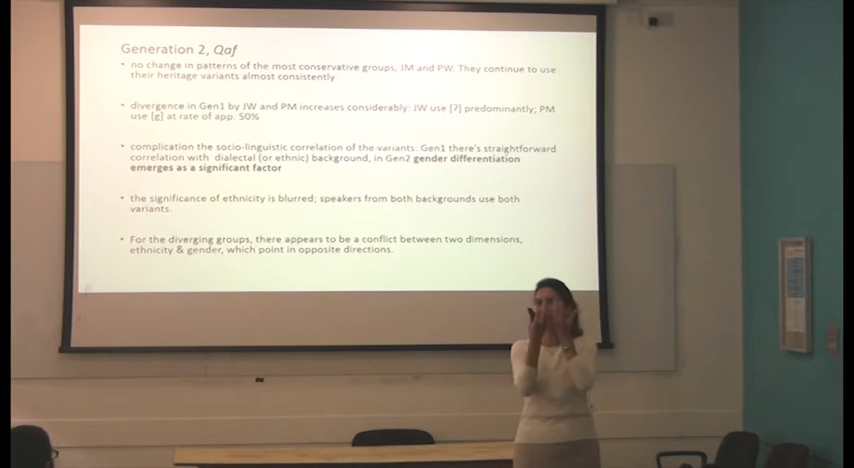 Generation 2, Qaf
• no change in patterns of the most conservative groups, JM and PW. They continue to use
their heritage variants almost consistently
• divergence in Gen1 by JW and PM increases considerably: JW use [ʔ] predominantly; PM
use [g] at rate of app. 50%
• complication the socio-linguistic correlation of the variants: Gen1 there's straightforward
correlation with dialectal (or ethnic) background, in Gen2 gender differentiation
emerges as a significant factor
• the significance of ethnicity is blurred; speakers from both backgrounds use both
variants.
• For the diverging groups, there appears to be a conflict between two dimensions,
ethnicity & gender, which point in opposite directions.